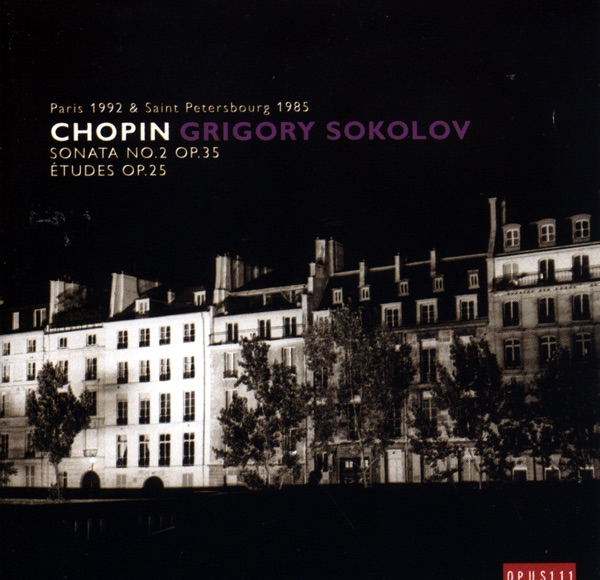 Paris 1992 & Saint Petersbourg 1985
CHOPIN GRIGORY SOKOLOV
SONATA NO.2 OP.35
ÉTUDES OP.25
OPUS111